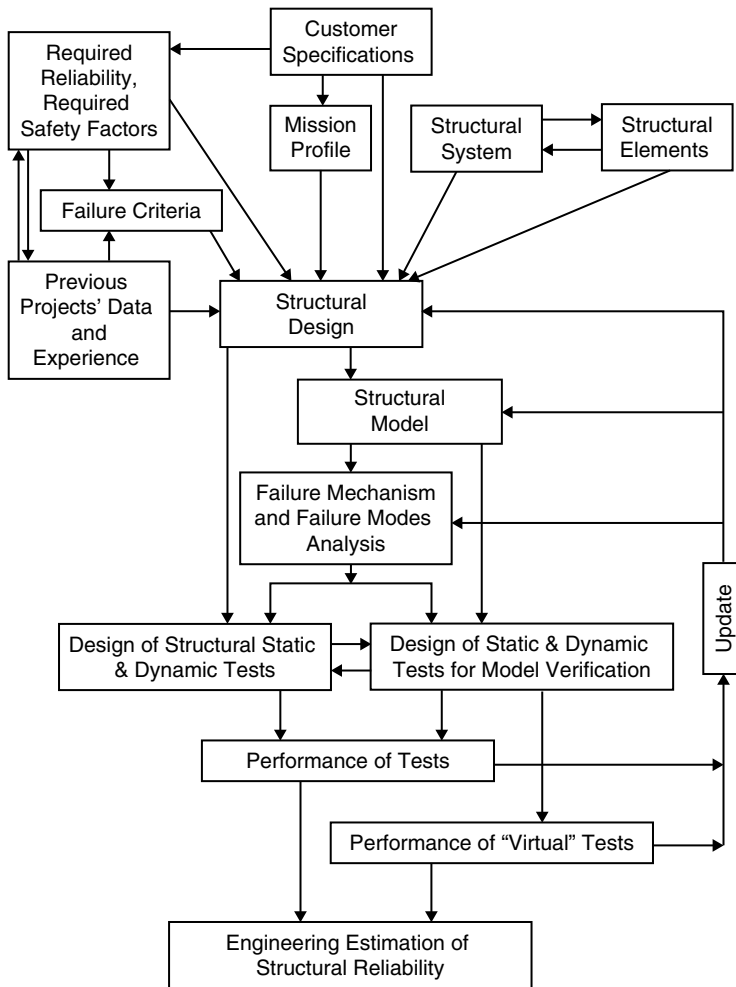 Customer
Specifications
Required
Reliability,
Required
Safety Factors
Mission
Profile
Structural
System
Structural
Elements
Failure Criteria
Previous
Projects’ Data
and
Experience
Structural
Design
Structural
Model
Failure Mechanism
and Failure Modes
Analysis
Update
Design of Structural Static
& Dynamic Tests
Design of Static & Dynamic
Tests for Model Verification
Performance of Tests
Performance of “Virtual” Tests
Engineering Estimation of
Structural Reliability